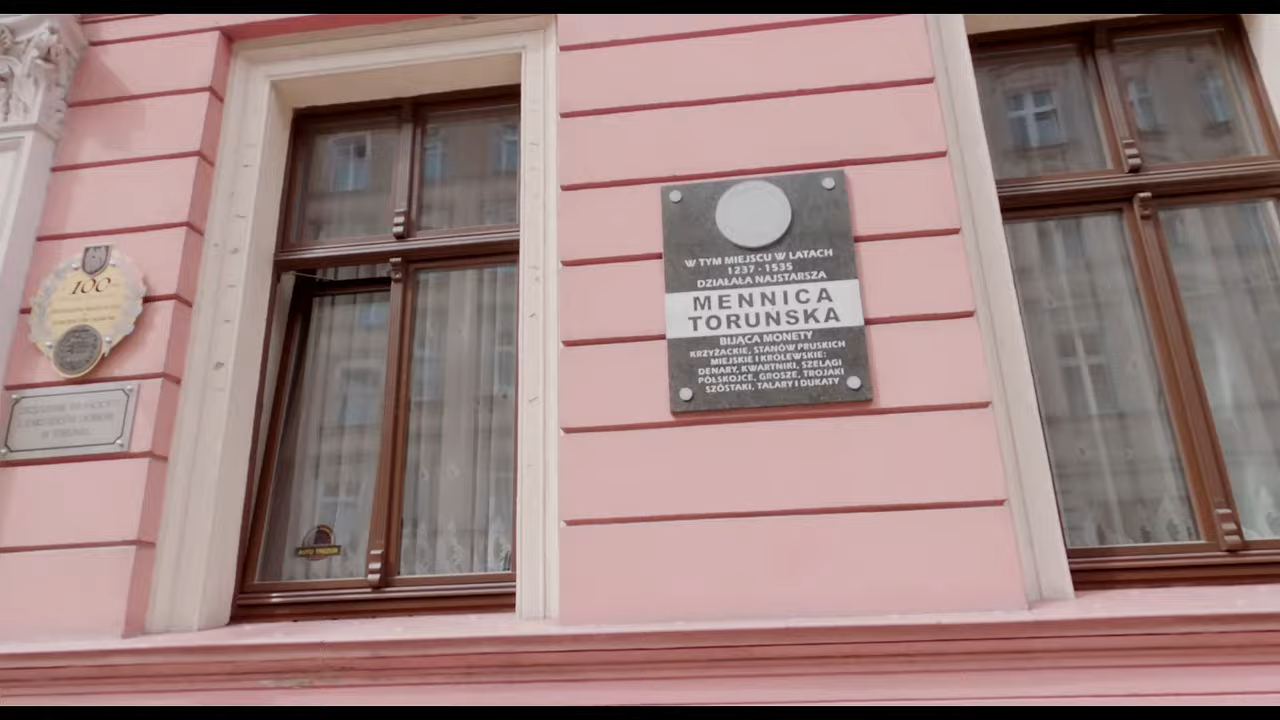 100
W TYM MIEJSCU W LATACH
1237 - 1535
DZIAŁAŁA NAJSTARSZA
MENNICA
TORUŃSKA
BIJĄCA MONETY
KRZYŻACKIE, STANÓW PRUSKICH
MIEJSKIE I KRÓLEWSKIE:
DENARY, KWARTNIKI, SZELĄGI
PÓŁSKOJCE, GROSZE, TROJAKI
SZÓSTAKI, TALARY I DUKATY